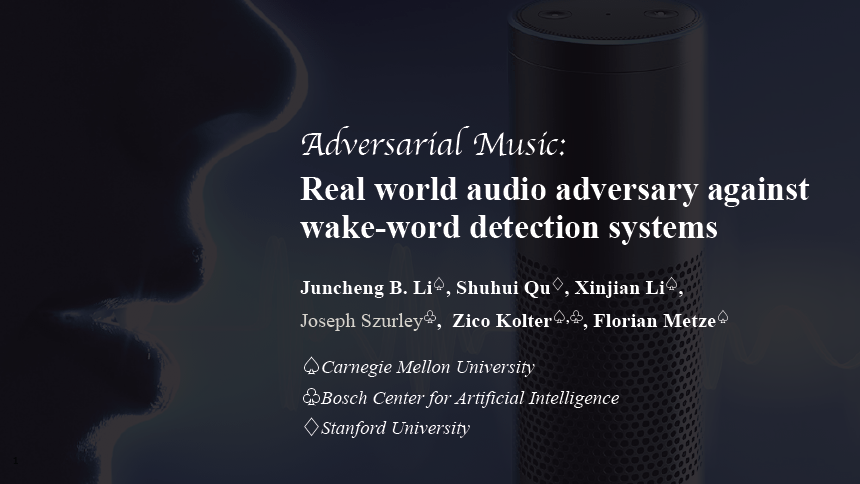 Adversarial Music:
Real world audio adversary against
wake-word detection systems
Juncheng B. Li♤, Shuhui Qu♢, Xinjian Li♤,
Joseph Szurley♧, Zico Kolter♤,♧, Florian Metze♤
♤Carnegie Mellon University
♧Bosch Center for Artificial Intelligence
♢Stanford University
1